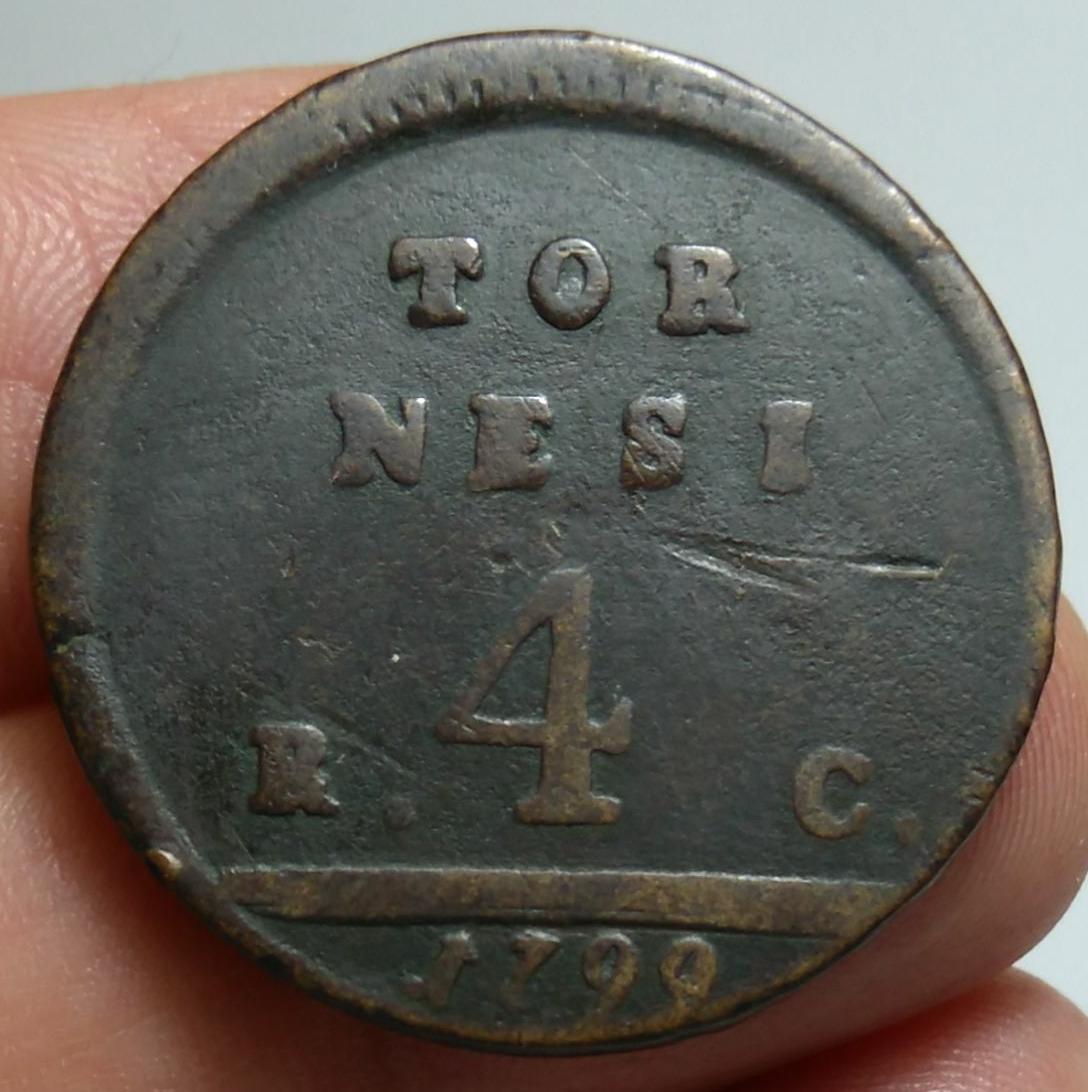 TOR
NESI
4
R. C.
1799